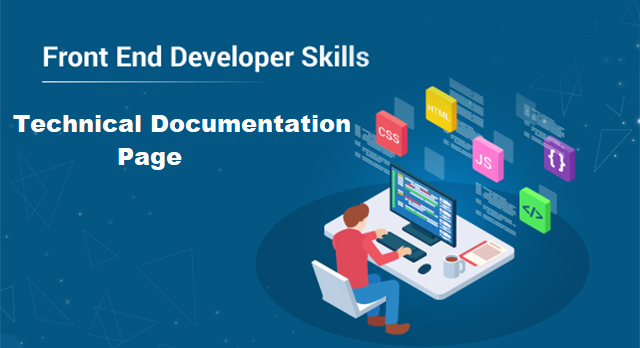 Front End Developer Skills
Technical Documentation
Page
HTML
CSS
JS
{}
</>